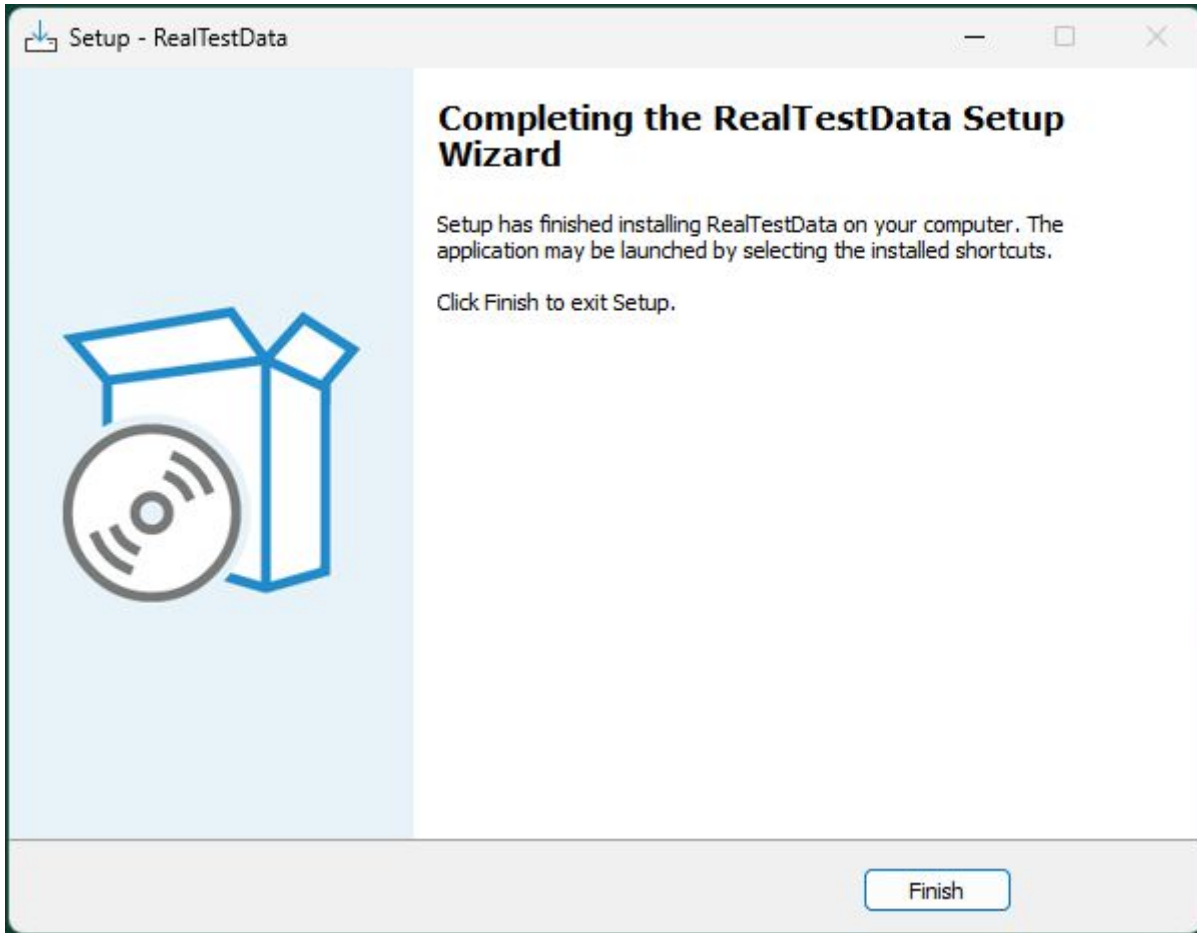 Setup - RealTestData
Completing the RealTestData Setup
Wizard
Setup has finished installing RealTestData on your computer. The
application may be launched by selecting the installed shortcuts.
Click Finish to exit Setup.
Finish